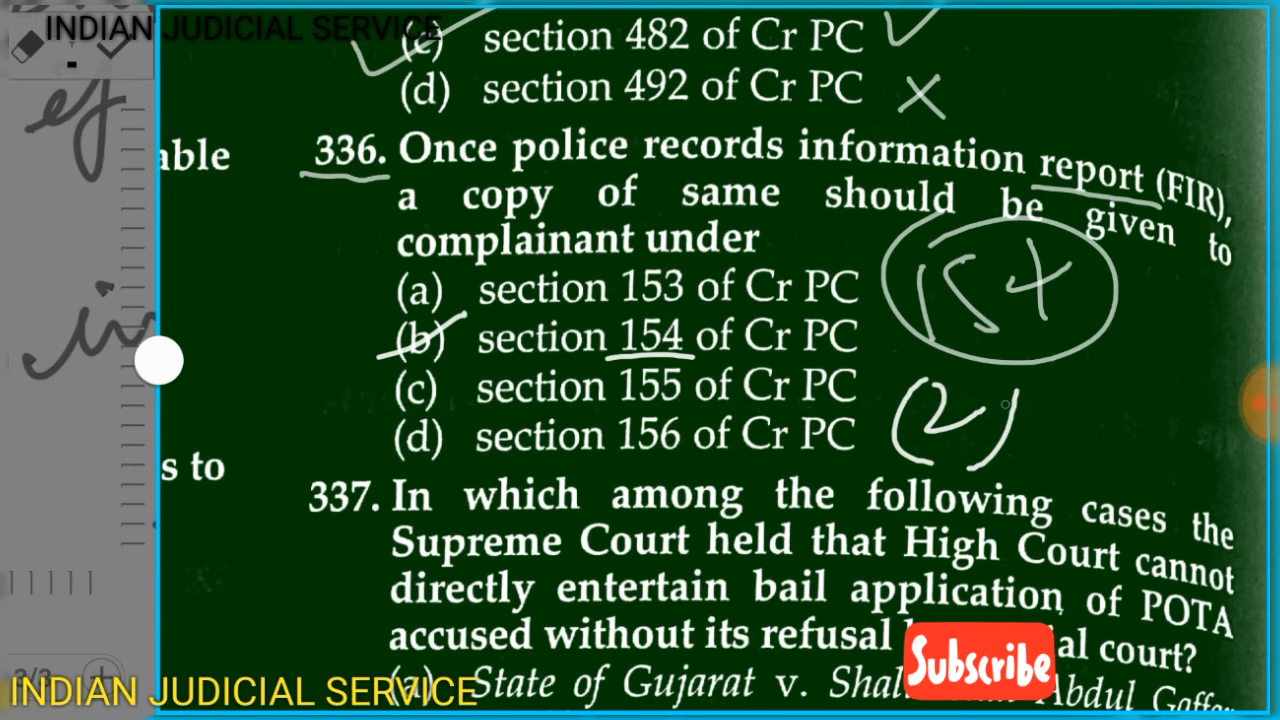 INDIAN JUDICIAL SERVICE
(c) section 482 of Cr PC
(d) section 492 of Cr PC
able
336. Once police records information report (FIR),
a copy of same should be given to
complainant under
(a) section 153 of Cr PC
(b) section 154 of Cr PC
(c) section 155 of Cr PC
(d) section 156 of Cr PC
154
(2)
s to
337. In which among the following cases the
Supreme Court held that High Court cannot
directly entertain bail application of POTA
accused without its refusal al court?
Subscribe
(a) State of Gujarat v. Abdul Gaffar
INDIAN JUDICIAL SERVICE